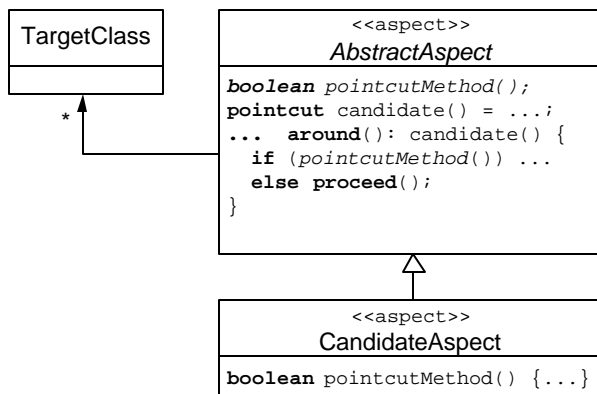 TargetClass
*
<<aspect>>
AbstractAspect
boolean pointcutMethod();
pointcut candidate() = ...;
... around(): candidate() {
if (pointcutMethod()) ...
else proceed();
}
<<aspect>>
CandidateAspect
boolean pointcutMethod() {...}